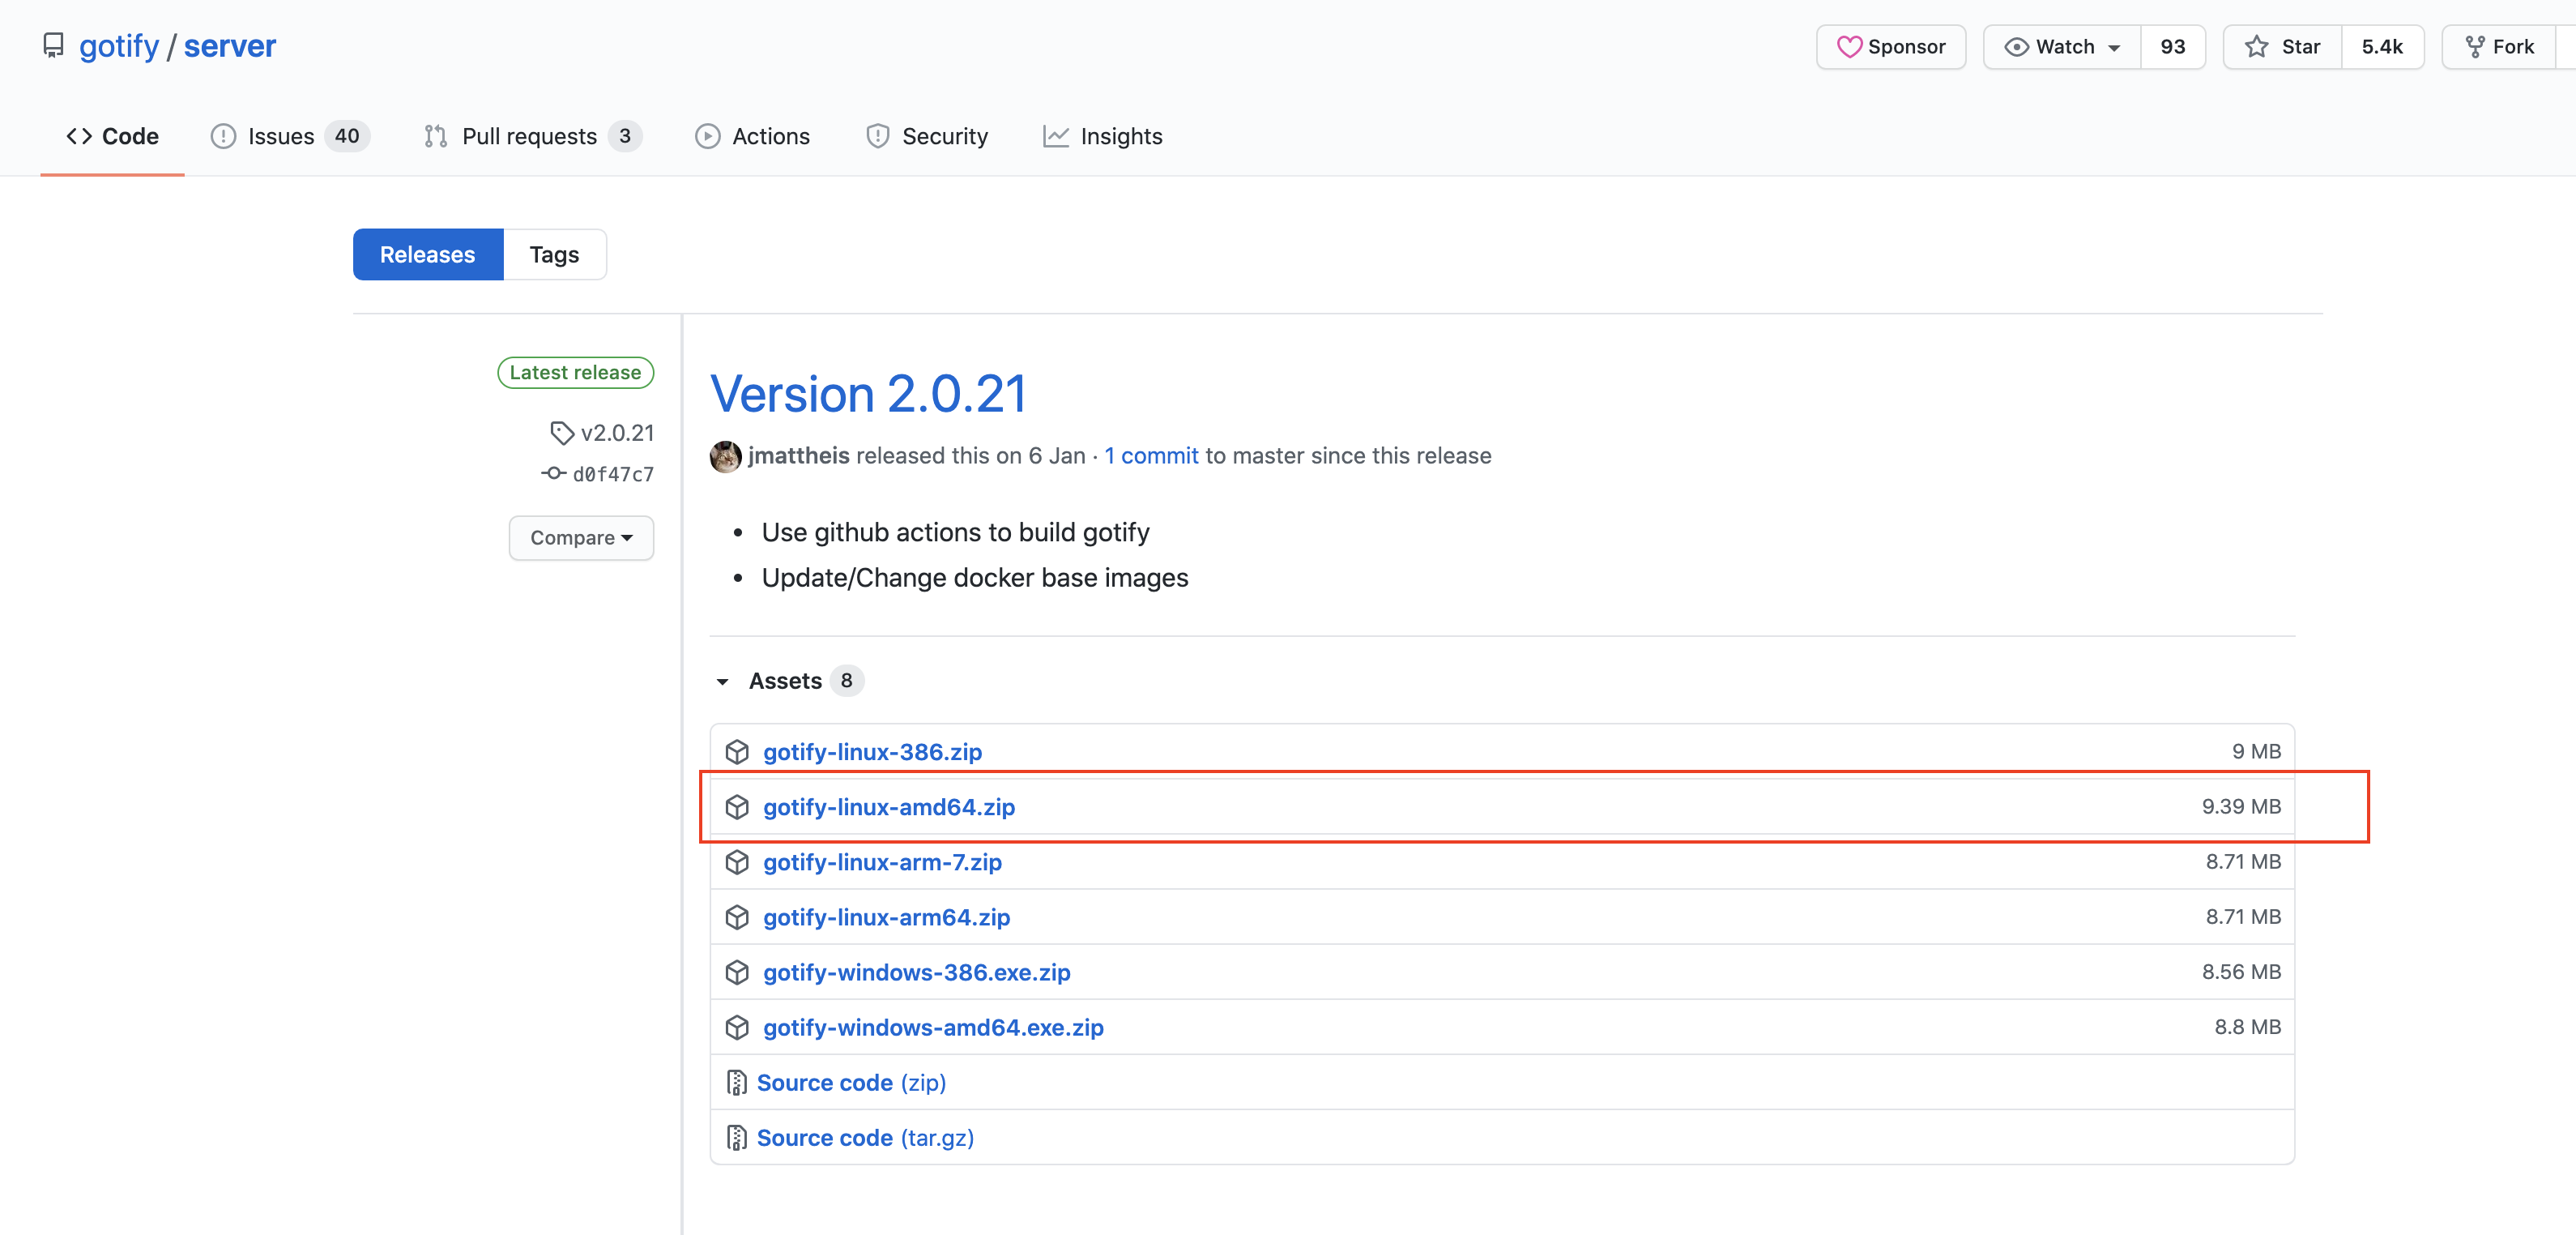 gotify / server
Sponsor Watch 93 Star 5.4k Fork
Code Issues 40 Pull requests 3 Actions Security Insights
Releases Tags
Latest release
v2.0.21
d0f47c7
Compare
Version 2.0.21
jmattheis released this on 6 Jan · 1 commit to master since this release
• Use github actions to build gotify
• Update/Change docker base images
Assets 8
gotify-linux-386.zip 9 MB
gotify-linux-amd64.zip 9.39 MB
gotify-linux-arm-7.zip 8.71 MB
gotify-linux-arm64.zip 8.71 MB
gotify-windows-386.exe.zip 8.56 MB
gotify-windows-amd64.exe.zip 8.8 MB
Source code (zip)
Source code (tar.gz)